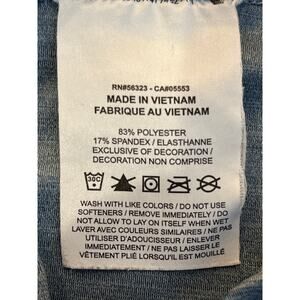 RN#56323 - CA#05553
MADE IN VIETNAM
FABRIQUE AU VIETNAM
83% POLYESTER
17% SPANDEX / ELASTHANNE
EXCLUSIVE OF DECORATION /
DECORATION NON COMPRISE
30C
WASH WITH LIKE COLORS / DO NOT USE
SOFTENERS / REMOVE IMMEDIATELY / DO
NOT ALLOW TO LAY ON ITSELF WHEN WET
LAVER AVEC COULEURS SIMILAIRES / NE PAS
UTILISER D'ADOUCISSEUR / ENLEVER
IMMÉDIATEMENT / NE PAS LAISSER LE
VÊTEMENT PLIÉ LORSQU'IL EST MOUILLÉ